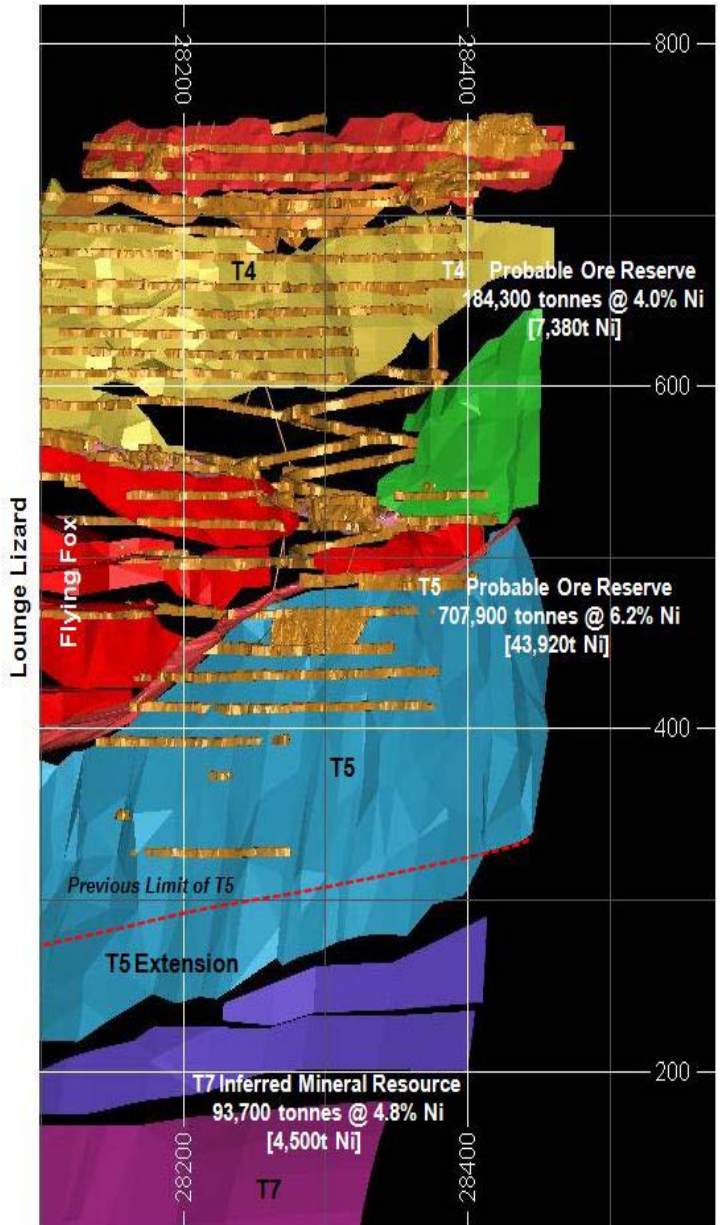 28200
28400
800
T4
T4 Probable Ore Reserve
184,300 tonnes @ 4.0% Ni
[7,380t Ni]
600
Lounge Lizard
Flying Fox
T5 Probable Ore Reserve
707,900 tonnes @ 6.2% Ni
[43,920t Ni]
400
T5
Previous Limit of T5
T5 Extension
200
T7 Inferred Mineral Resource
93,700 tonnes @ 4.8% Ni
[4,500t Ni]
28200
28400
T7